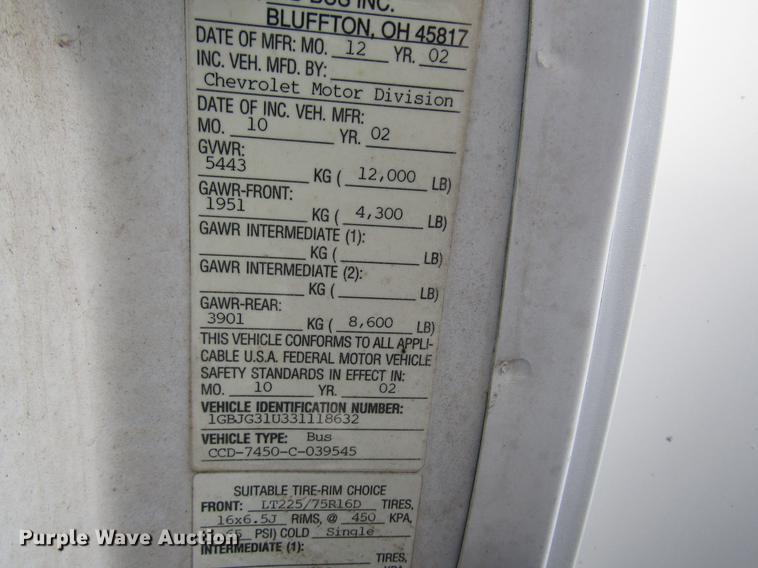 BUS INC.
BLUFFTON, OH 45817
DATE OF MFR: MO. 12 YR. 02
INC. VEH. MFD. BY:
Chevrolet Motor Division
DATE OF INC. VEH. MFR:
MO. 10 YR. 02
GVWR:
5443 KG ( 12,000 LB)
GAWR-FRONT:
1951 KG ( 4,300 LB)
GAWR INTERMEDIATE (1):
KG ( LB)
GAWR INTERMEDIATE (2):
KG ( LB)
GAWR-REAR:
3901 KG ( 8,600 LB)
THIS VEHICLE CONFORMS TO ALL APPLI-
CABLE U.S.A. FEDERAL MOTOR VEHICLE
SAFETY STANDARDS IN EFFECT IN:
MO. 10 YR. 02
VEHICLE IDENTIFICATION NUMBER:
1GBJG31U331118632
VEHICLE TYPE: Bus
CCD-7450-C-039545
SUITABLE TIRE-RIM CHOICE
FRONT: LT225/75R16D TIRES,
16x6.5J RIMS, @ 450 KPA,
65 PSI) COLD Single
INTERMEDIATE (1):
TIRES,
KPA,
Purple Wave Auction